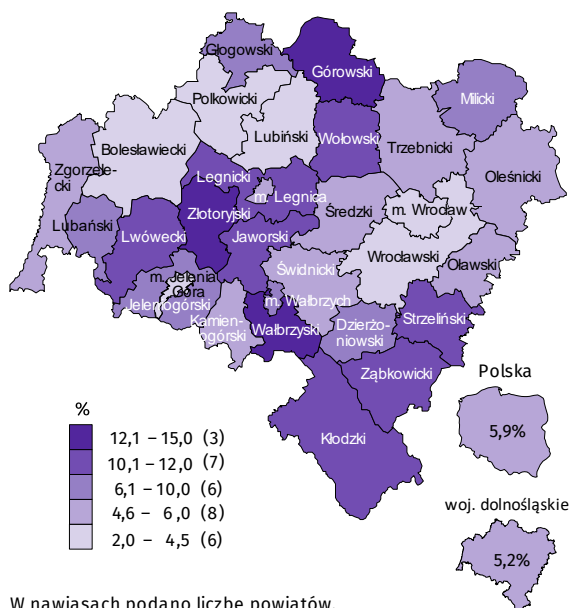 Głogowski
Górowski
Milicki
Polkowicki
Lubiński
Wołowski
Trzebnicki
Bolesławiecki
Zgorzele-
cki
Legnicki
m. Legnica
Oleśnicki
Lubański
Złotoryjski
Średzki
m. Wrocław
Lwówecki
Jaworski
Wrocławski
Oławski
m. Jelenia
Góra
Świdnicki
Jeleniogórski
m. Wałbrzych
Kamien-
nogórski
Wałbrzyski
Dzierżo-
niowski
Strzeliński
Ząbkowicki
Kłodzki
Polska
5,9%
woj. dolnośląskie
5,2%
%
12,1 – 15,0 (3)
10,1 – 12,0 (7)
6,1 – 10,0 (6)
4,6 – 6,0 (8)
2,0 – 4,5 (6)
W nawiasach podano liczbę powiatów.